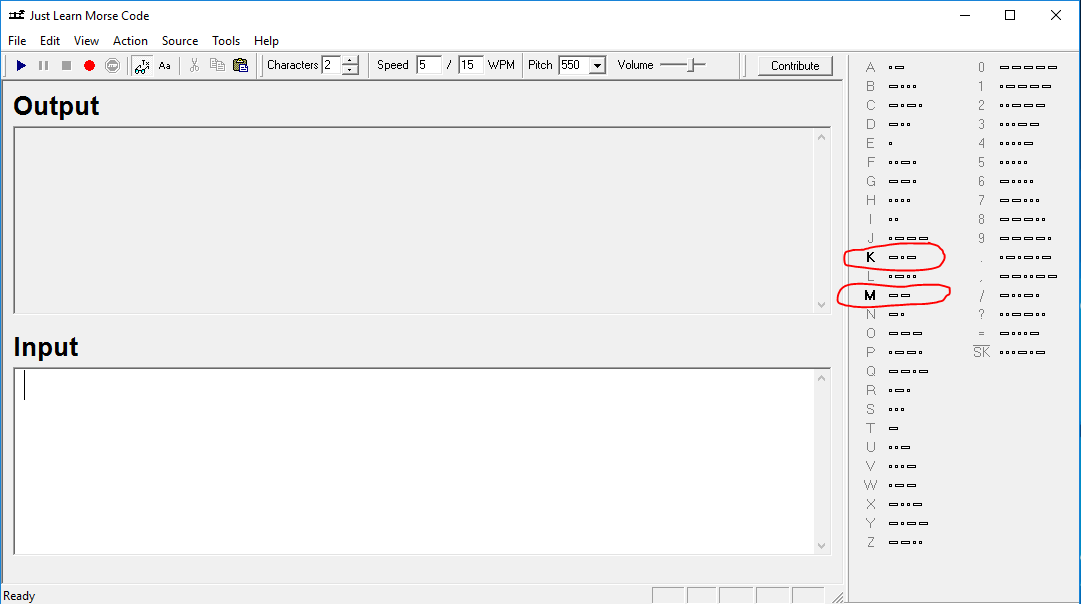 Just Learn Morse Code
File Edit View Action Source Tools Help
Aa Characters 2 Speed 5 / 15 WPM Pitch 550 Volume Contribute
Output
Input
A
B
C
D
E
F
G
H
I
J
K
L
M
N
O
P
Q
R
S
T
U
V
W
X
Y
Z
0
1
2
3
4
5
6
7
8
9
.
,
/
?
=
SK
Ready